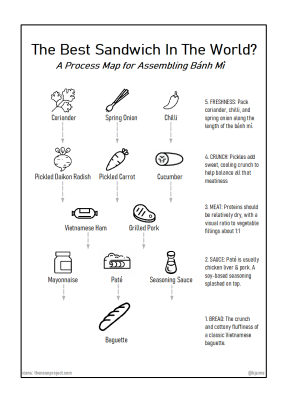 The Best Sandwich In The World?
A Process Map for Assembling Bánh Mì
Coriander
Spring Onion
Chilli
5. FRESHNESS: Pack
coriander, chilli, and
spring onion along the
length of the bánh mì.
Pickled Daikon Radish
Pickled Carrot
Cucumber
4. CRUNCH: Pickles add
sweet, cooling crunch to
help balance all that
meatiness.
Vietnamese Ham
Grilled Pork
3. MEAT: Proteins should
be relatively dry, with a
visual ratio to vegetable
fillings about 1:1
Mayonnaise
Paté
Seasoning Sauce
2. SAUCE: Paté is usually
chicken liver & pork. A
soy-based seasoning
splashed on top.
Baguette
1. BREAD: The crunch
and cottony fluffiness of
a classic Vietnamese
baguette.